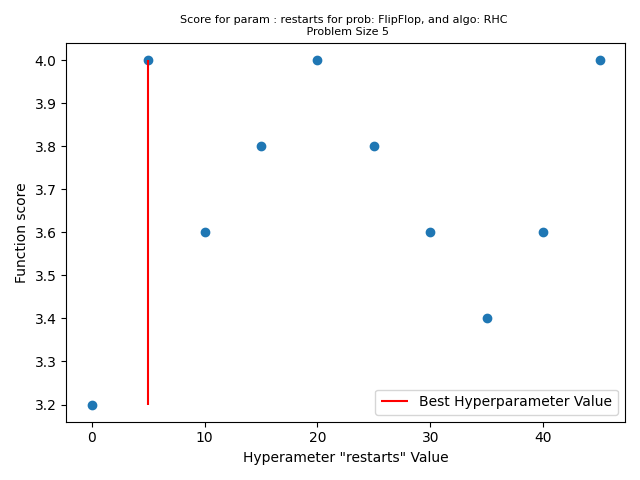 Score for param : restarts for prob: FlipFlop, and algo: RHC
Problem Size 5
4.0
3.9
3.8
3.7
3.6
3.5
3.4
3.3
3.2
Function score
Best Hyperparameter Value
0 10 20 30 40
Hyperameter "restarts" Value